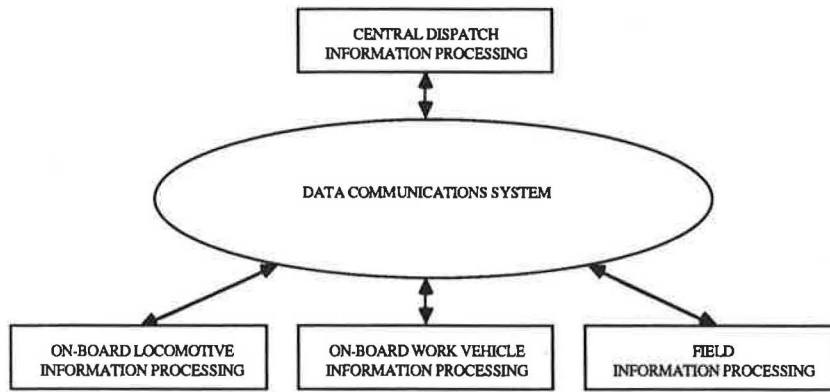 CENTRAL DISPATCH
INFORMATION PROCESSING
DATA COMMUNICATIONS SYSTEM
ON-BOARD LOCOMOTIVE
INFORMATION PROCESSING
ON-BOARD WORK VEHICLE
INFORMATION PROCESSING
FIELD
INFORMATION PROCESSING